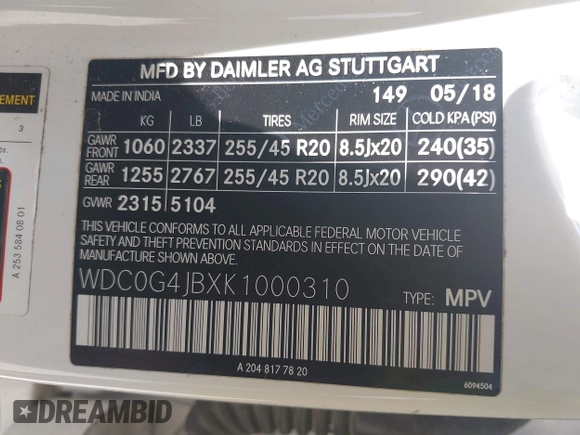 MFD BY DAIMLER AG STUTTGART
MADE IN INDIA 149 05/18
KG LB TIRES RIM SIZE COLD KPA(PSI)
GAWR FRONT 1060 2337 255/45 R20 8.5Jx20 240(35)
GAWR REAR 1255 2767 255/45 R20 8.5Jx20 290(42)
GVWR 2315 5104
THIS VEHICLE CONFORMS TO ALL APPLICABLE FEDERAL MOTOR VEHICLE
SAFETY AND THEFT PREVENTION STANDARDS IN EFFECT ON THE DATE OF
MANUFACTURE SHOWN ABOVE.
WDC0G4JBXK1000310
TYPE: MPV
A 204 817 78 20
6094504
EMENT
3
lbs.
A 253 584 08 01
DREAMBID